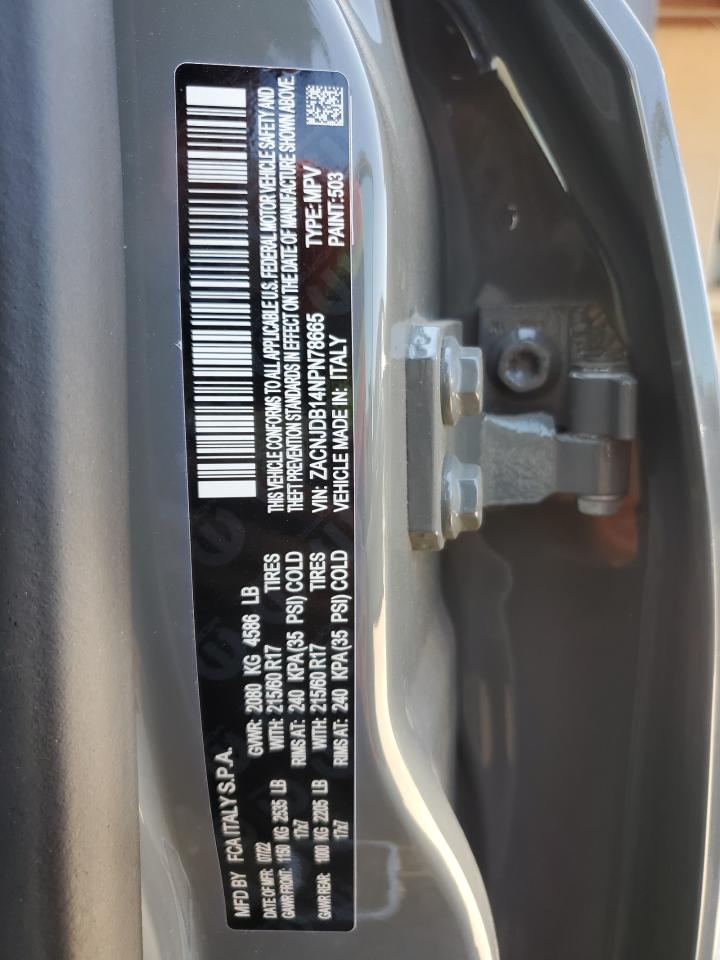 MFD BY FCA ITALY S.P.A.
DATE OF MFR: 07/22 GVWR: 2080 KG 4586 LB
GAWR FRONT: 1150 KG 2535 LB WITH: 215/60 R17 TIRES
17x7 RIMS AT: 240 KPA(35 PSI) COLD
GAWR REAR: 1000 KG 2205 LB WITH: 215/60 R17 TIRES
17x7 RIMS AT: 240 KPA(35 PSI) COLD
THIS VEHICLE CONFORMS TO ALL APPLICABLE U.S. FEDERAL MOTOR VEHICLE SAFETY AND
THEFT PREVENTION STANDARDS IN EFFECT ON THE DATE OF MANUFACTURE SHOWN ABOVE.
VIN: ZACNJDB14NPN78665 TYPE: MPV
VEHICLE MADE IN: ITALY PAINT: 503